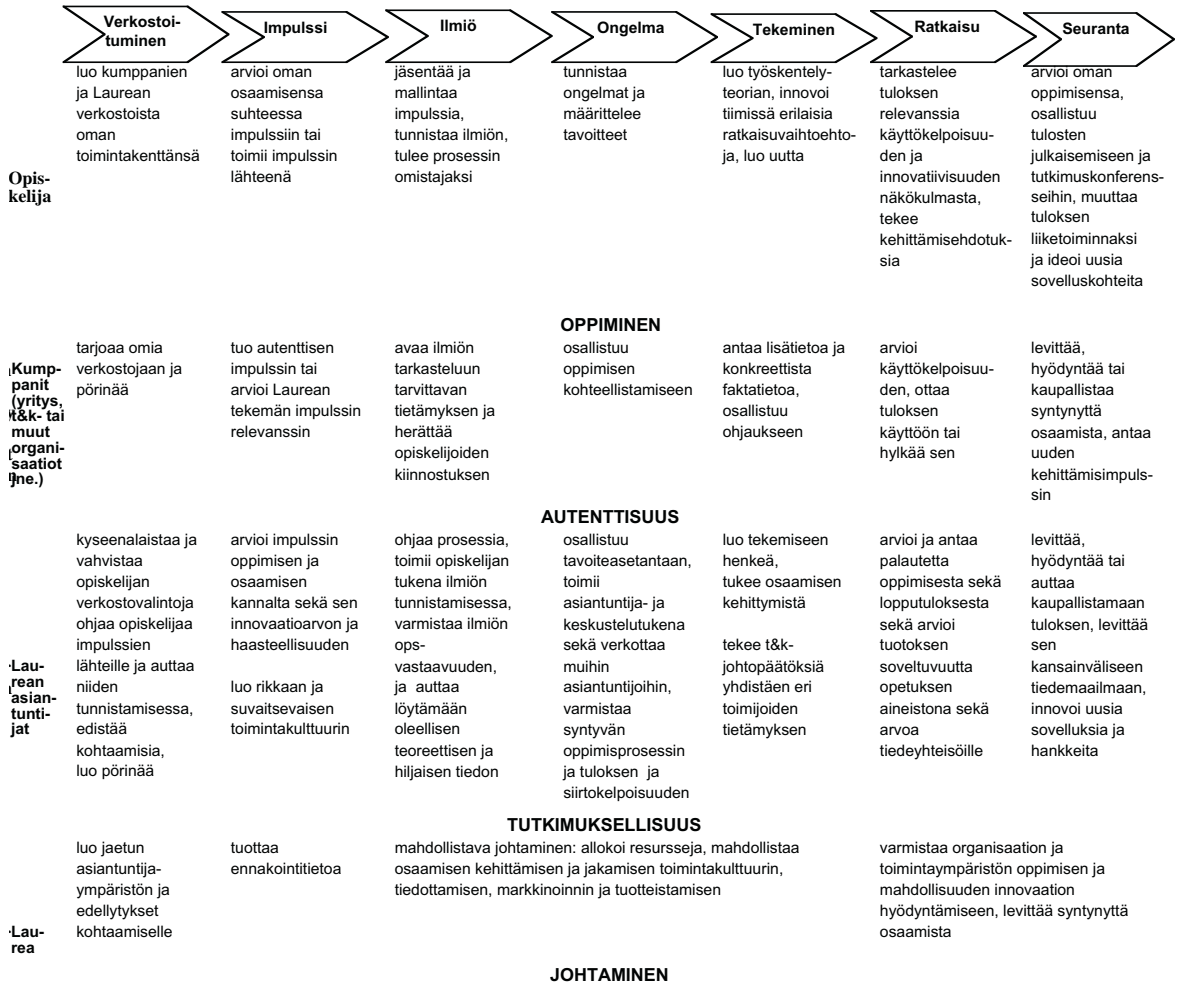 Verkostoi-
tuminen
Impulssi
Ilmiö
Ongelma
Tekeminen
Ratkaisu
Seuranta
Opis-
kelija
luo kumppanien
ja Laurean
verkostoista
oman
toimintakenttänsä
arvioi oman
osaamisensa
suhteessa
impulssiin tai
toimii impulssin
lähteenä
jäsentää ja
mallintaa
impulssia,
tunnistaa ilmiön,
tulee prosessin
omistajaksi
tunnistaa
ongelmat ja
määrittelee
tavoitteet
luo työskentely-
teorian, innovoi
tiimissä erilaisia
ratkaisuvaihtoehto-
ja, luo uutta
tarkastelee
tuloksen
relevanssia
käyttökelpoisuu-
den ja
innovatiivisuuden
näkökulmasta,
tekee
kehittämisehdotuk-
sia
arvioi oman
oppimisensa,
osallistuu
tulosten
julkaisemiseen ja
tutkimuskonferens-
seihin, muuttaa
tuloksen
liiketoiminnaksi
ja ideoi uusia
sovelluskohteita
OPPIMINEN
Kump-
panit
(yritys,
t&k- tai
muut
organi-
saatiot
jne.)
tarjoaa omia
verkostojaan ja
pörinää
tuo autenttisen
impulssin tai
arvioi Laurean
tekemän impulssin
relevanssin
avaa ilmiön
tarkasteluun
tarvittavan
tietämyksen ja
herättää
opiskelijoiden
kiinnostuksen
osallistuu
oppimisen
kohteellistamiseen
antaa lisätietoa ja
konkreettista
faktatietoa,
osallistuu
ohjaukseen
arvioi
käyttökelpoisuu-
den, ottaa
tuloksen
käyttöön tai
hylkää sen
levittää,
hyödyntää tai
kaupallistaa
syntynyttä
osaamista, antaa
uuden
kehittämisimpuls-
sin
AUTENTTISUUS
Lau-
rean
asian-
tunti-
jat
kyseenalaistaa ja
vahvistaa
opiskelijan
verkostovalintoja
ohjaa opiskelijaa
impulssien
lähteille ja auttaa
niiden
tunnistamisessa,
edistää
kohtaamisia,
luo pörinää
arvioi impulssin
oppimisen ja
osaamisen
kannalta sekä sen
innovaatioarvon ja
haasteellisuuden
luo rikkaan ja
suvaitsevaisen
toimintakulttuurin
ohjaa prosessia,
toimii opiskelijan
tukena ilmiön
tunnistamisessa,
varmistaa ilmiön
ops-
vastaavuuden,
ja auttaa
löytämään
oleellisen
teoreettisen ja
hiljaisen tiedon
osallistuu
tavoiteasetantaan,
toimii
asiantuntija- ja
keskustelutukena
sekä verkottaa
muihin
asiantuntijoihin,
varmistaa
syntyvän
oppimisprosessin
ja tuloksen ja
siirtokelpoisuuden
luo tekemiseen
henkeä,
tukee osaamisen
kehittymistä
tekee t&k-
johtopäätöksiä
yhdistäen eri
toimijoiden
tietämyksen
arvioi ja antaa
palautetta
oppimisesta sekä
lopputuloksesta
sekä arvioi
tuotoksen
soveltuvuutta
opetuksen
aineistona sekä
arvoa
tiedeyhteisöille
levittää,
hyödyntää tai
auttaa
kaupallistamaan
tuloksen, levittää
sen
kansainväliseen
tiedemaailmaan,
innovoi uusia
sovelluksia ja
hankkeita
TUTKIMUKSELLISUUS
Lau-
rea
luo jaetun
asiantuntija-
ympäristön ja
edellytykset
kohtaamiselle
tuottaa
ennakointitietoa
mahdollistava johtaminen: allokoi resursseja, mahdollistaa
osaamisen kehittämisen ja jakamisen toimintakulttuurin,
tiedottamisen, markkinoinnin ja tuotteistamisen
varmistaa organisaation ja
toimintaympäristön oppimisen ja
mahdollisuuden innovaation
hyödyntämiseen, levittää syntynyttä
osaamista
JOHTAMINEN